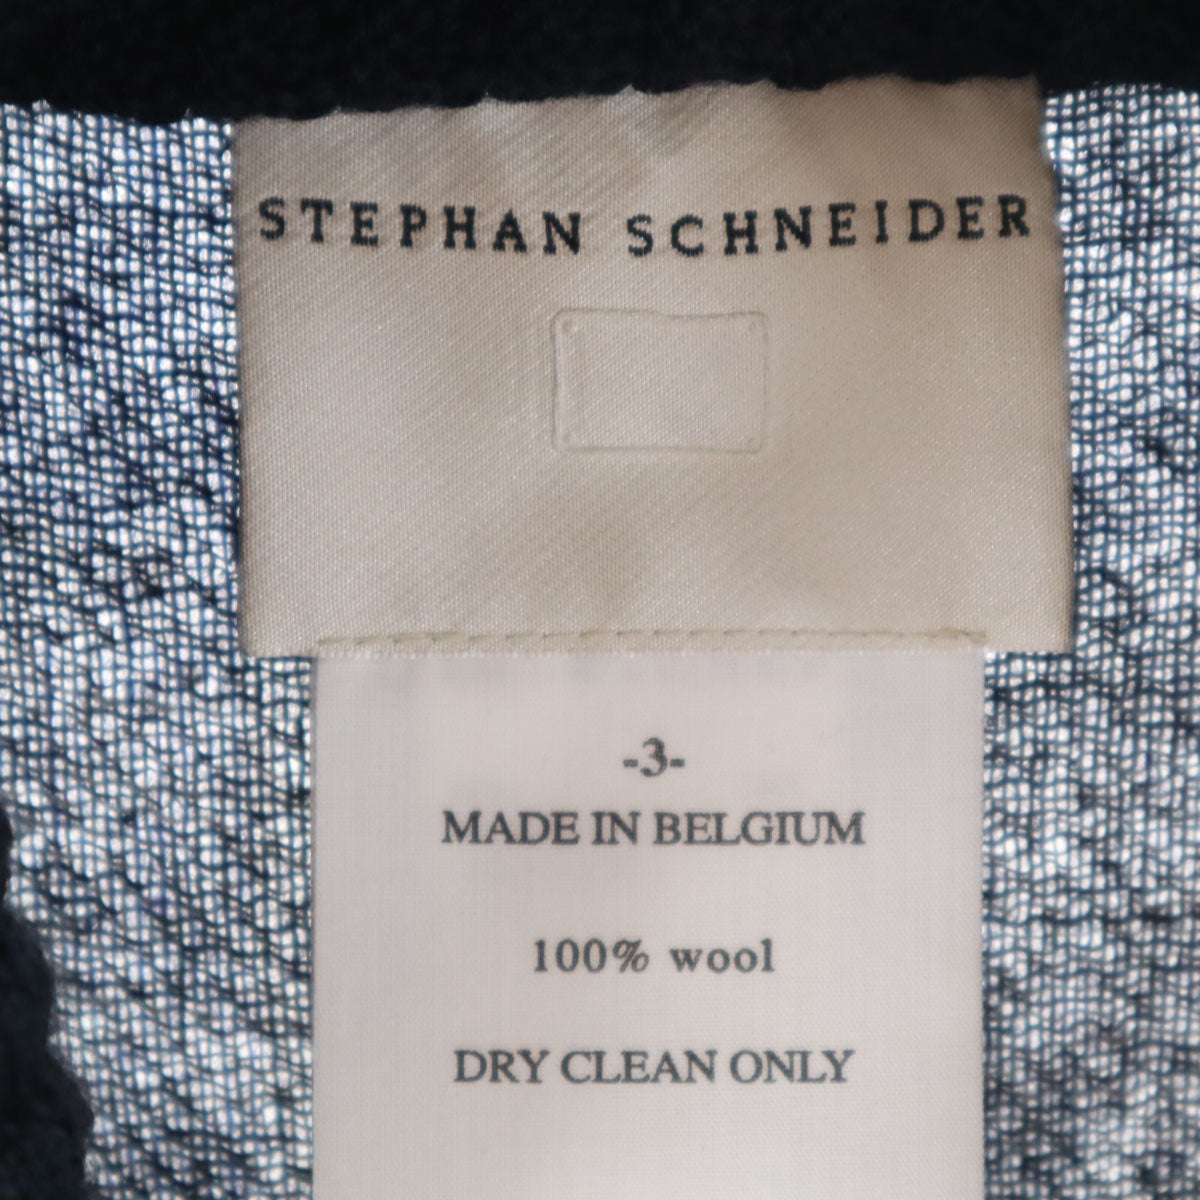 STEPHAN SCHNEIDER
-3-
MADE IN BELGIUM
100% wool
DRY CLEAN ONLY